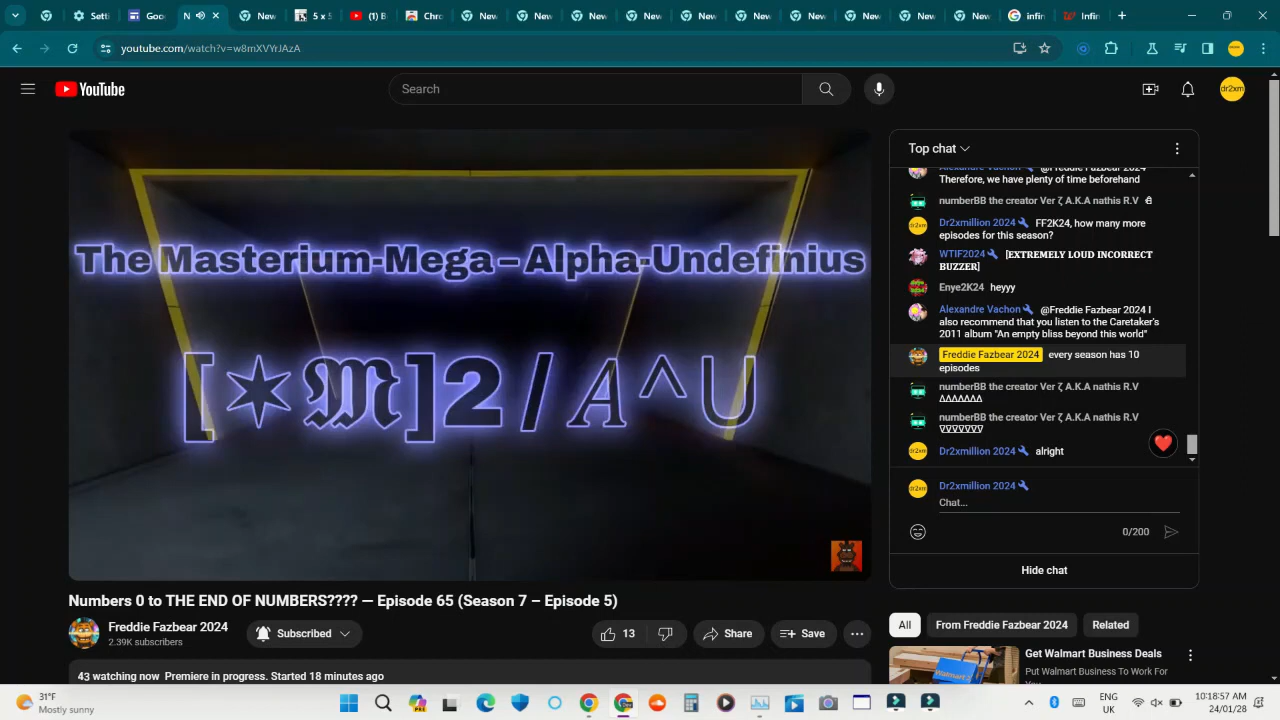 Setti
Goo
N
New
5 x 5
(1) B
Chro
New
New
New
New
New
New
New
New
New
New
infin
Infin
youtube.com/watch?v=w8mXVYrJAzA
YouTube
Search
dr2xm
The Masterium-Mega–Alpha-Undefinius
[✶𝔐]2/A^U
Numbers 0 to THE END OF NUMBERS???? — Episode 65 (Season 7 – Episode 5)
Freddie Fazbear 2024
2.39K subscribers
Subscribed
13
Share
Save
43 watching now Premiere in progress. Started 18 minutes ago
Top chat
Therefore, we have plenty of time beforehand
numberBB the creator Ver ζ A.K.A nathis R.V
Dr2xmillion 2024 FF2K24, how many more
episodes for this season?
WTIF2024 [EXTREMELY LOUD INCORRECT
BUZZER]
Enye2K24 heyyy
Alexandre Vachon @Freddie Fazbear 2024 I
also recommend that you listen to the Caretaker's
2011 album "An empty bliss beyond this world"
Freddie Fazbear 2024 every season has 10
episodes
numberBB the creator Ver ζ A.K.A nathis R.V
ΔΔΔΔΔΔΔ
numberBB the creator Ver ζ A.K.A nathis R.V
∇∇∇∇∇∇∇
Dr2xmillion 2024 alright
Dr2xmillion 2024
Chat...
0/200
Hide chat
All
From Freddie Fazbear 2024
Related
Get Walmart Business Deals
Put Walmart Business To Work For
31°F
Mostly sunny
ENG
UK
10:18:57 AM
24/01/28